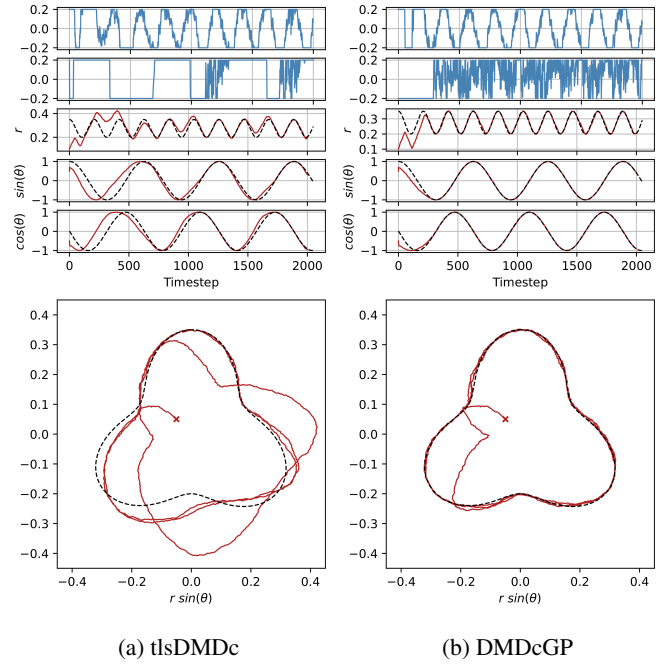 0.2 0.2
0.0 0.0
−0.2 −0.2
0.2 0.2
0.0 0.0
−0.2 −0.2
r 0.4 0.2 r 0.3 0.2 0.1
sin(θ) 1 0 −1 sin(θ) 1 0 −1
cos(θ) 1 0 −1 cos(θ) 1 0 −1
0 500 1000 1500 2000 0 500 1000 1500 2000
Timestep Timestep
0.4 0.4
0.3 0.3
0.2 0.2
0.1 0.1
0.0 0.0
−0.1 −0.1
−0.2 −0.2
−0.3 −0.3
−0.4 −0.4
−0.4 −0.2 0.0 0.2 0.4 −0.4 −0.2 0.0 0.2 0.4
r sin(θ) r sin(θ)
(a) tlsDMDc (b) DMDcGP